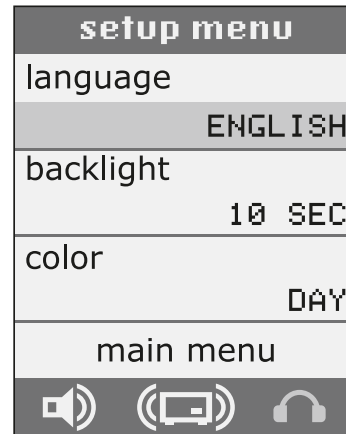 setup menu
language
ENGLISH
backlight
10 SEC
color
DAY
main menu